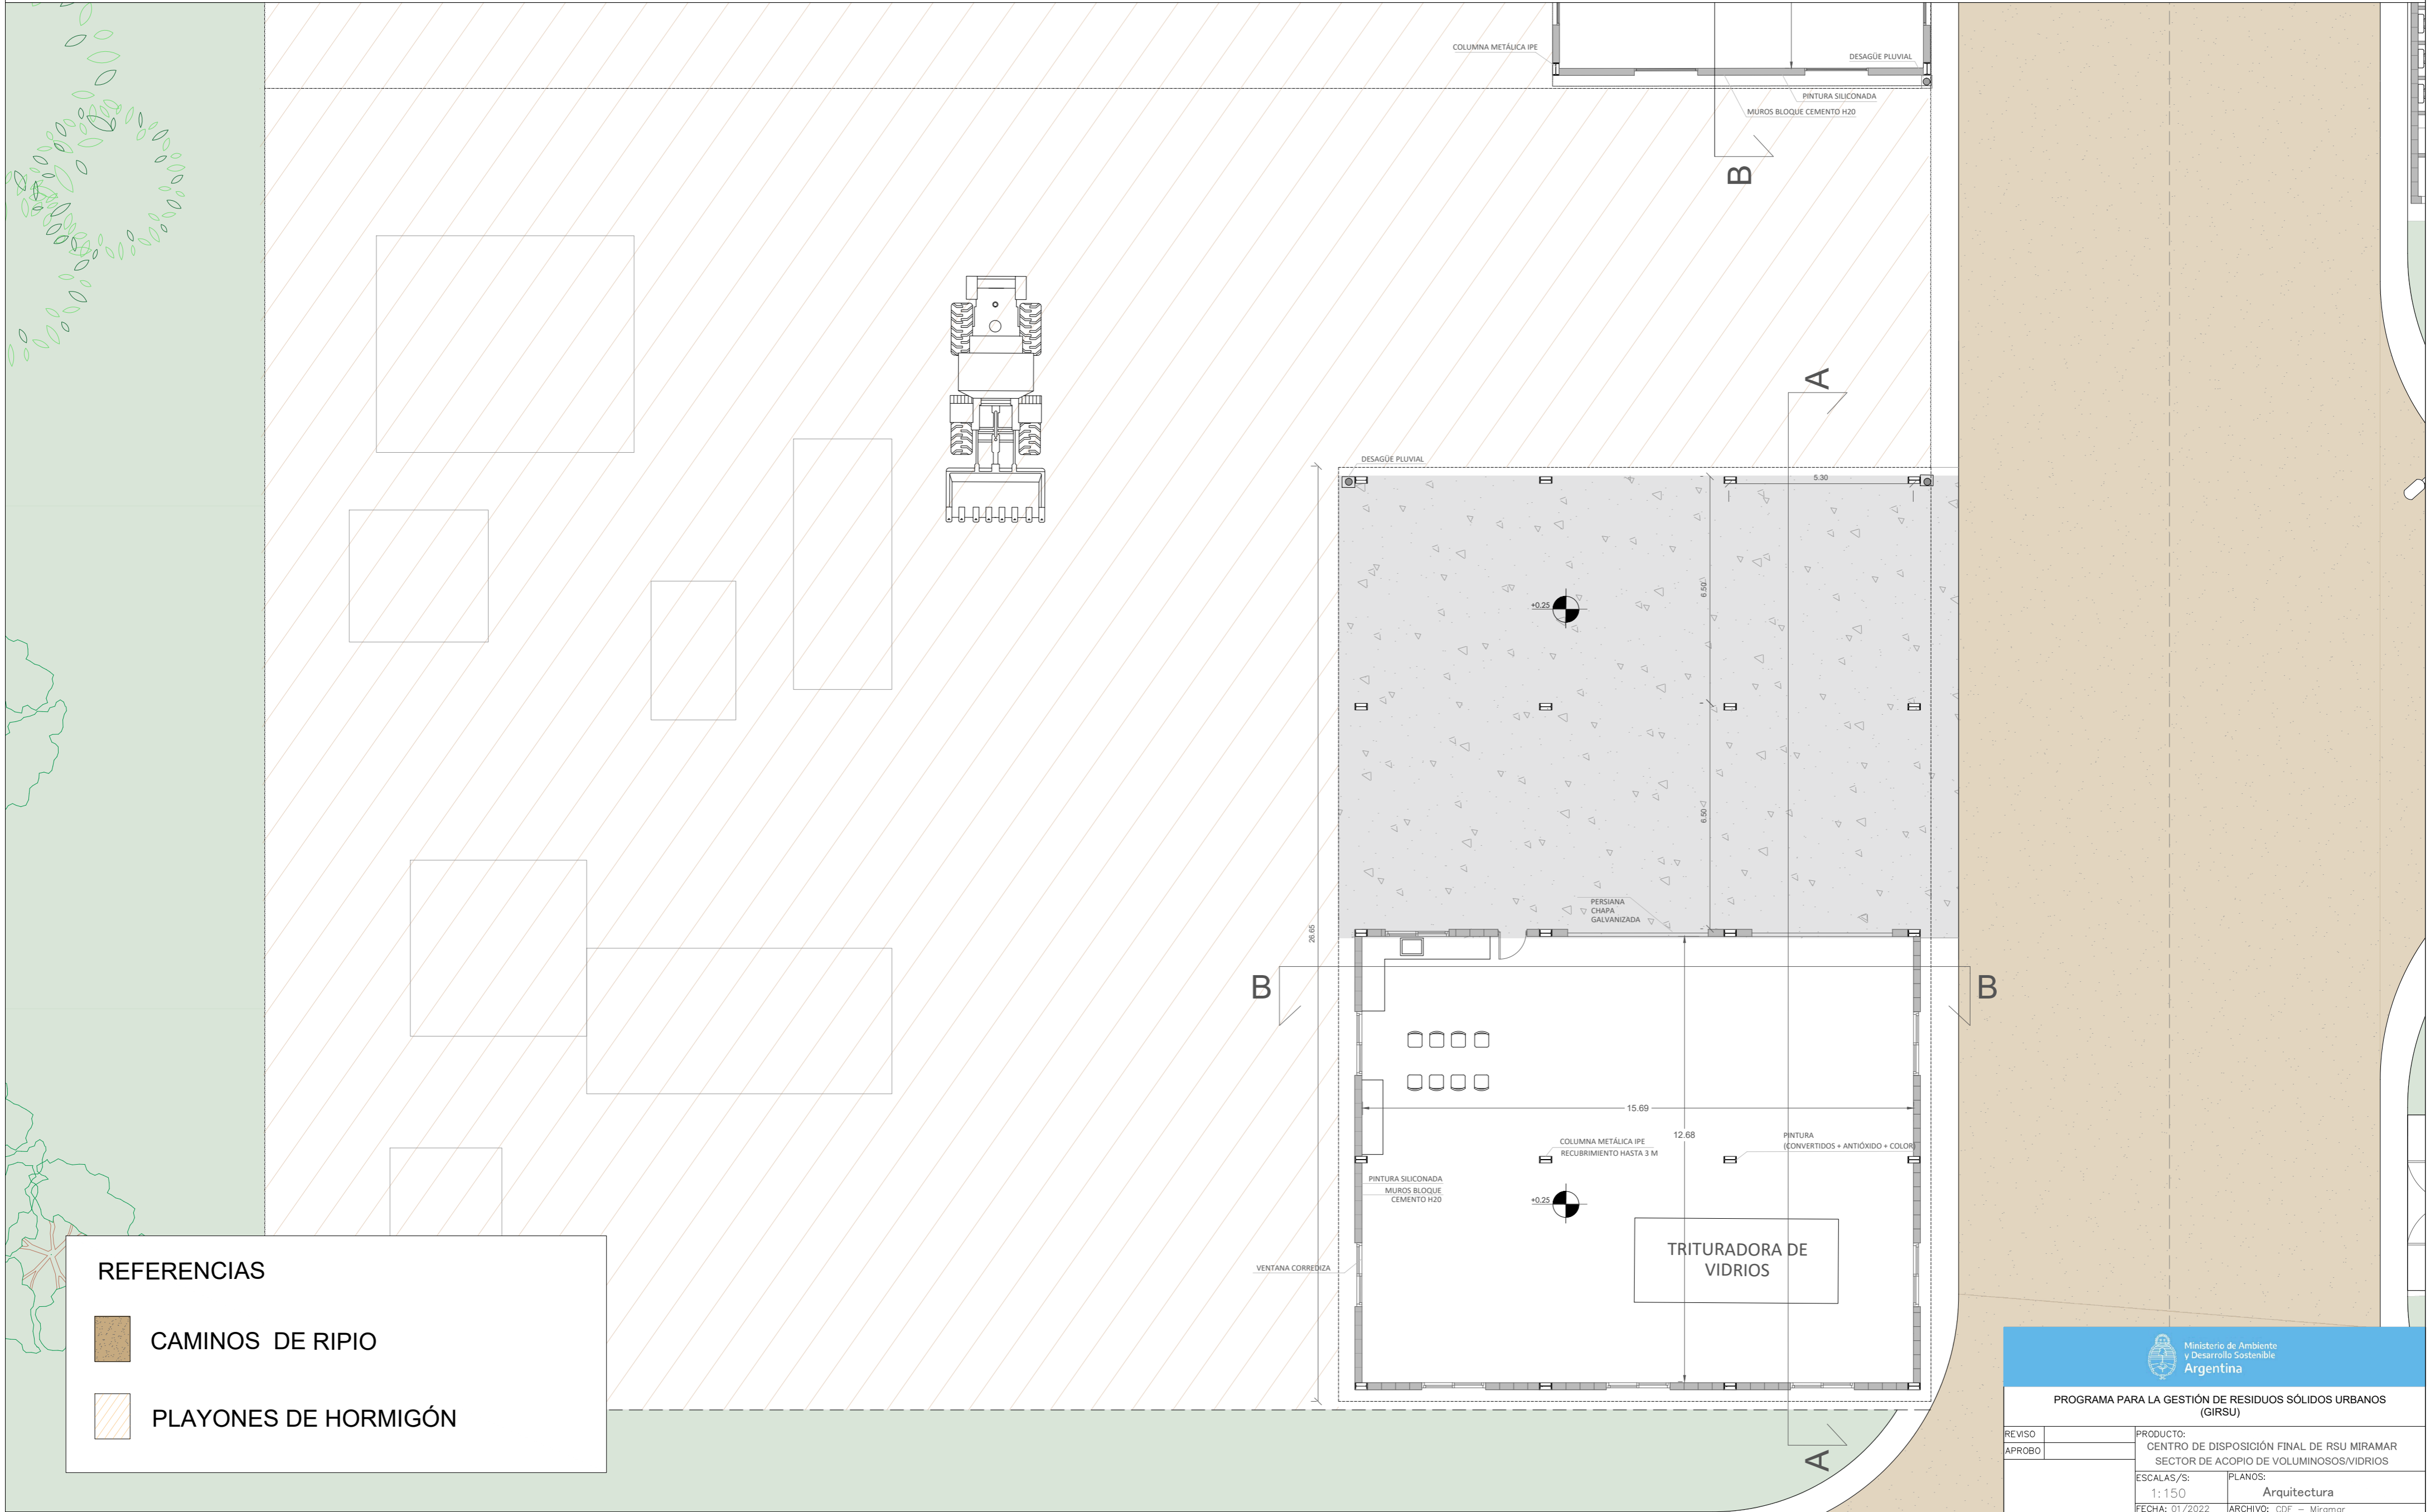 COLUMNA METÁLICA IPE
DESAGÜE PLUVIAL
PINTURA SILICONADA
MUROS BLOQUE CEMENTO H20
B
A
DESAGÜE PLUVIAL
5.30
6.50
+0.25
6.50
PERSIANA
CHAPA
GALVANIZADA
26.65
B
B
15.69
12.68
COLUMNA METÁLICA IPE
RECUBRIMIENTO HASTA 3 M
PINTURA
(CONVERTIDOS + ANTIÓXIDO + COLOR)
PINTURA SILICONADA
MUROS BLOQUE
CEMENTO H20
+0.25
TRITURADORA DE
VIDRIOS
VENTANA CORREDIZA
A
REFERENCIAS
CAMINOS DE RIPIO
PLAYONES DE HORMIGÓN
Ministerio de Ambiente
y Desarrollo Sostenible
Argentina
PROGRAMA PARA LA GESTIÓN DE RESIDUOS SÓLIDOS URBANOS
(GIRSU)
REVISO
APROBO
PRODUCTO:
CENTRO DE DISPOSICIÓN FINAL DE RSU MIRAMAR
SECTOR DE ACOPIO DE VOLUMINOSOS/VIDRIOS
ESCALAS/S:
1:150
PLANOS:
Arquitectura
FECHA: 01/2022
ARCHIVO: CDF - Miramar